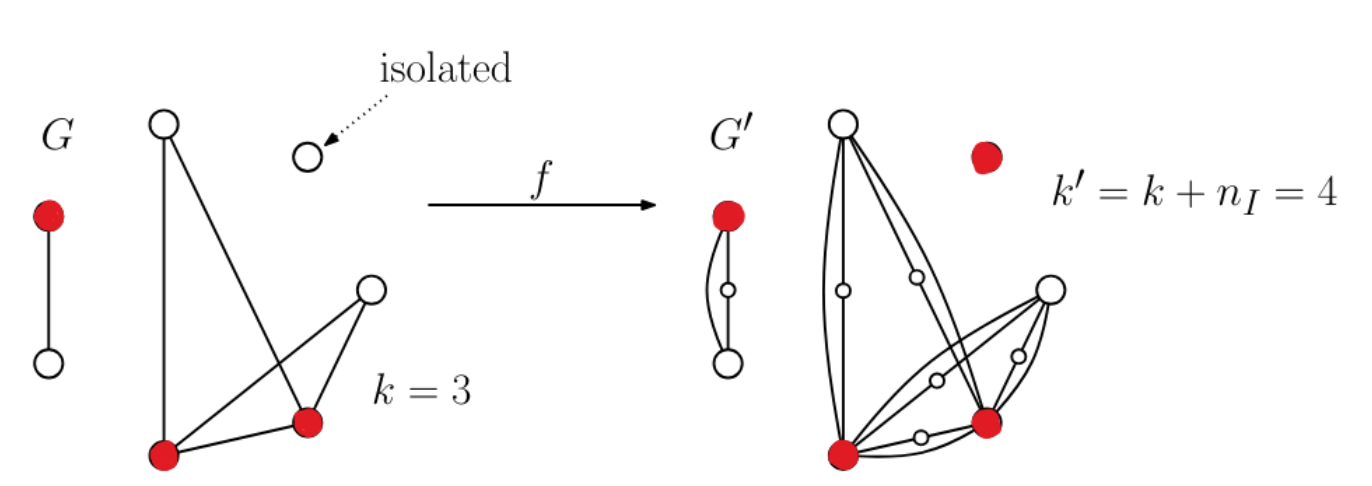 isolated
G
f
G′
k′ = k + n_I = 4
k = 3